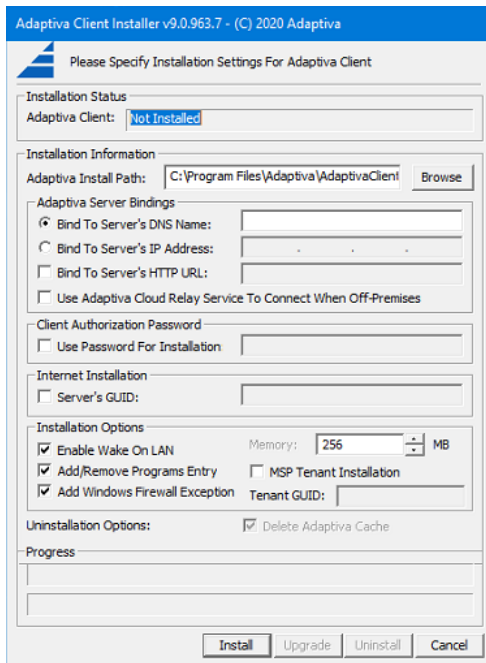 Adaptiva Client Installer v9.0.963.7 - (C) 2020 Adaptiva
Please Specify Installation Settings For Adaptiva Client
Installation Status
Adaptiva Client: Not Installed
Installation Information
Adaptiva Install Path: C:\Program Files\Adaptiva\AdaptivaClient Browse
Adaptiva Server Bindings
Bind To Server's DNS Name:
Bind To Server's IP Address: . . .
Bind To Server's HTTP URL:
Use Adaptiva Cloud Relay Service To Connect When Off-Premises
Client Authorization Password
Use Password For Installation
Internet Installation
Server's GUID:
Installation Options
Enable Wake On LAN Memory: 256 MB
Add/Remove Programs Entry MSP Tenant Installation
Add Windows Firewall Exception Tenant GUID:
Uninstallation Options: Delete Adaptiva Cache
Progress
Install Upgrade Uninstall Cancel